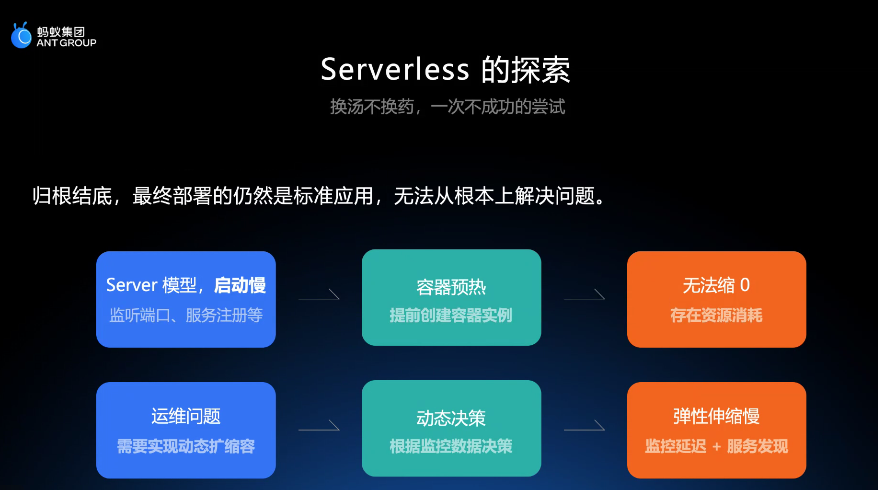 蚂蚁集团
ANT GROUP
Serverless 的探索
换汤不换药，一次不成功的尝试
归根结底，最终部署的仍然是标准应用，无法从根本上解决问题。
Server 模型，启动慢
监听端口、服务注册等
容器预热
提前创建容器实例
无法缩 0
存在资源消耗
运维问题
需要实现动态扩缩容
动态决策
根据监控数据决策
弹性伸缩慢
监控延迟 + 服务发现